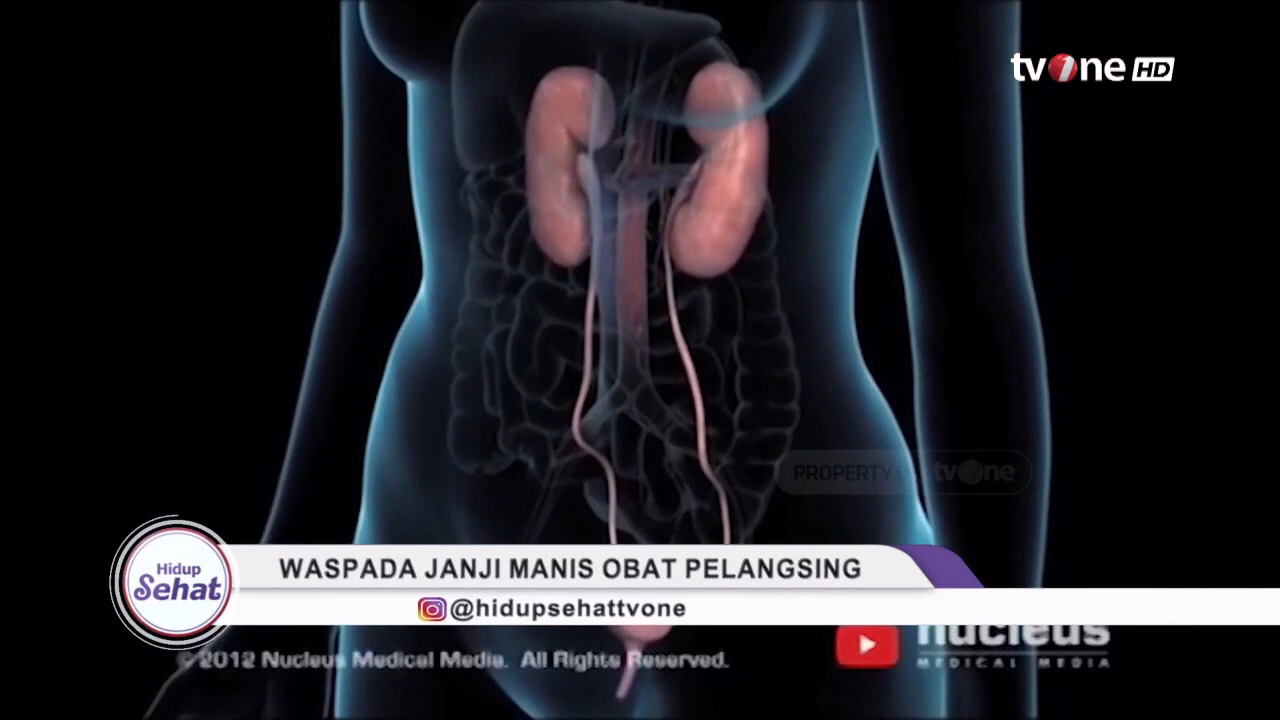 tvOne HD
PROPERTY OF tvOne
Hidup
Sehat
WASPADA JANJI MANIS OBAT PELANGSING
@hidupsehattvone
© 2012 Nucleus Medical Media. All Rights Reserved.
nucleus
MEDICAL MEDIA